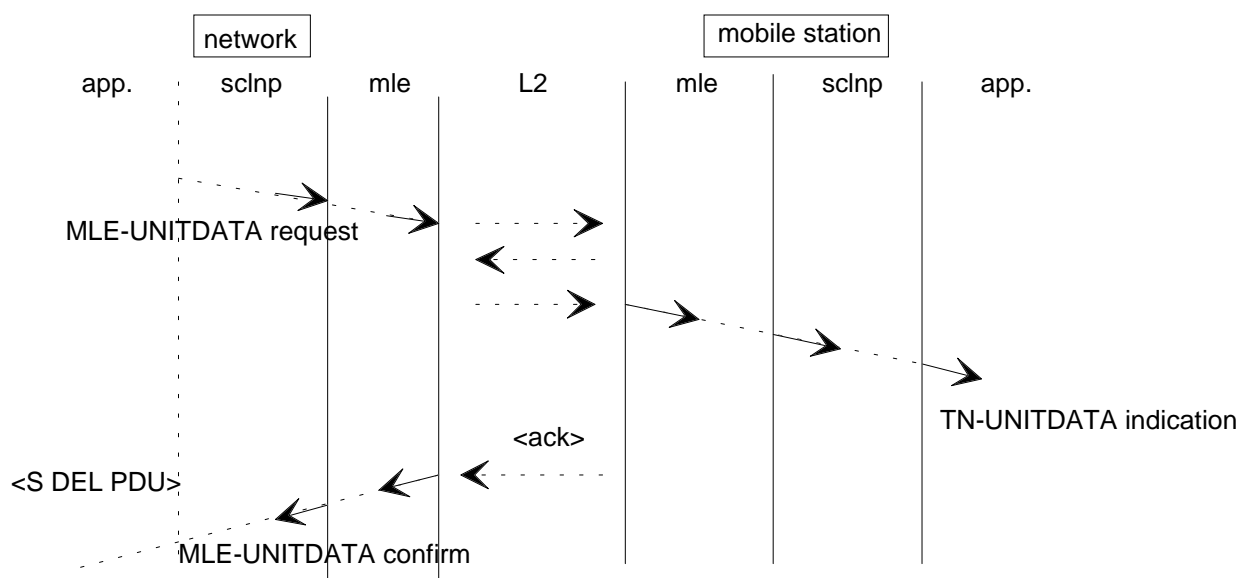 network
mobile station
app.
sclnp
mle
L2
mle
sclnp
app.
MLE-UNITDATA request
TN-UNITDATA indication
<ack>
<S DEL PDU>
MLE-UNITDATA confirm